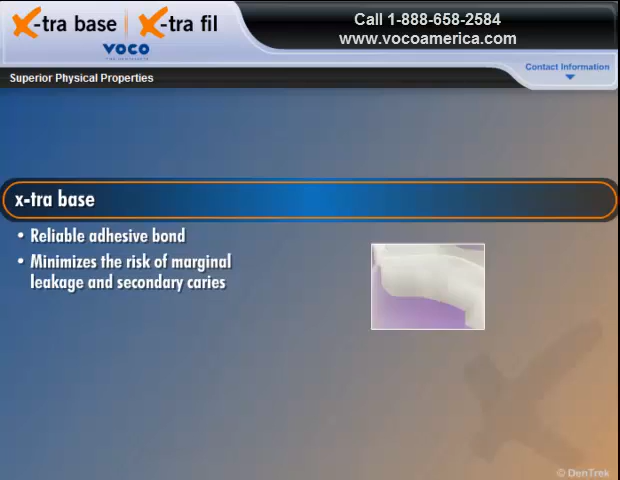 x-tra base | x-tra fil
VOCO
Call 1-888-658-2584
www.vocoamerica.com
Superior Physical Properties
Contact Information
x-tra base
• Reliable adhesive bond
• Minimizes the risk of marginal
leakage and secondary caries
© DenTrek